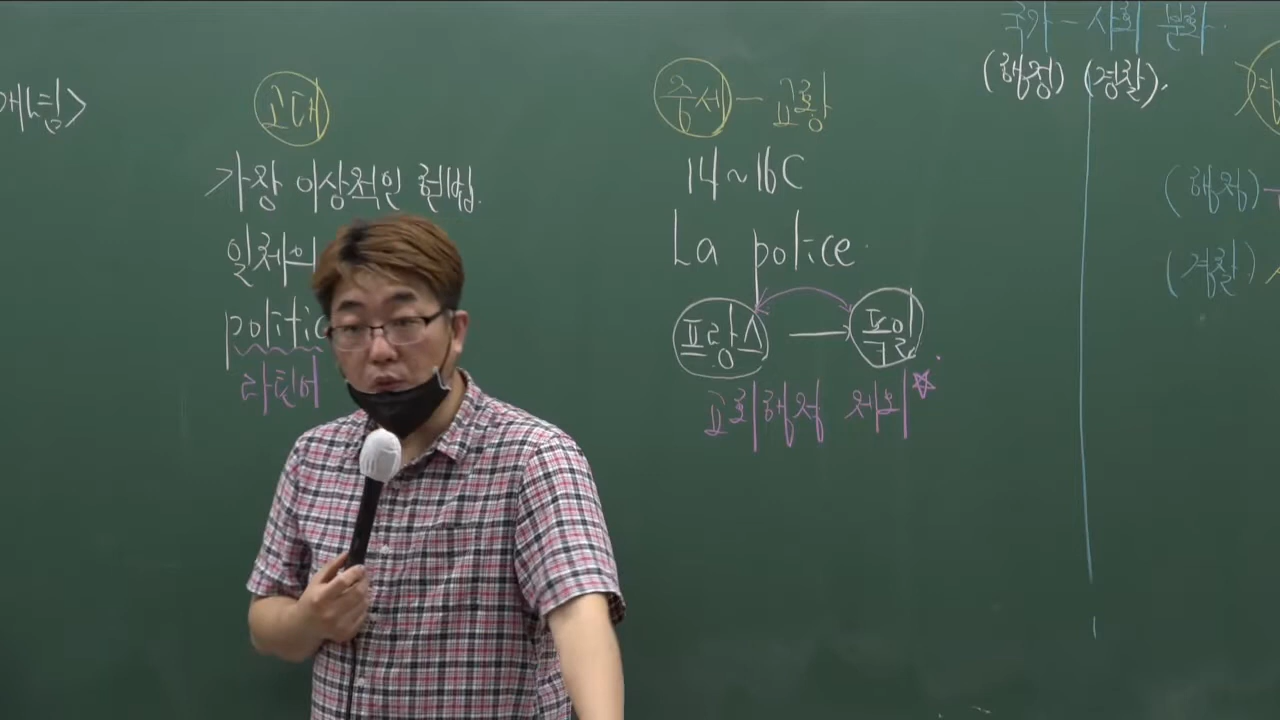 개념>
고대
가장 이상적인 헌법.
일체의
politic
라틴어
중세 - 교황
14~16C
La police.
프랑스 → 독일
교회행정 제외☆
국가 - 사회 분화.
(행정) (경찰).
(행정)
(경찰)